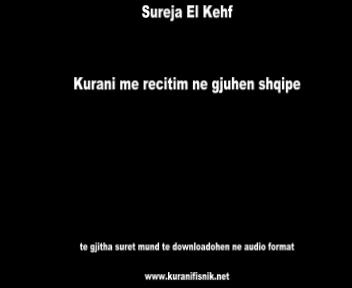 Sureja El Kehf
Kurani me recitim ne gjuhen shqipe
te gjitha suret mund te downloadohen ne audio format
www.kuranifisnik.net